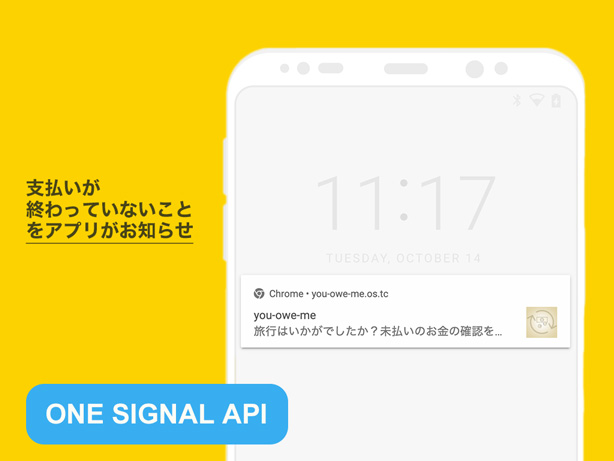 支払いが
終わっていないこと
をアプリがお知らせ
11:17
TUESDAY, OCTOBER 14
Chrome • you-owe-me.os.tc
you-owe-me
旅行はいかがでしたか？未払いのお金の確認を...
ONE SIGNAL API